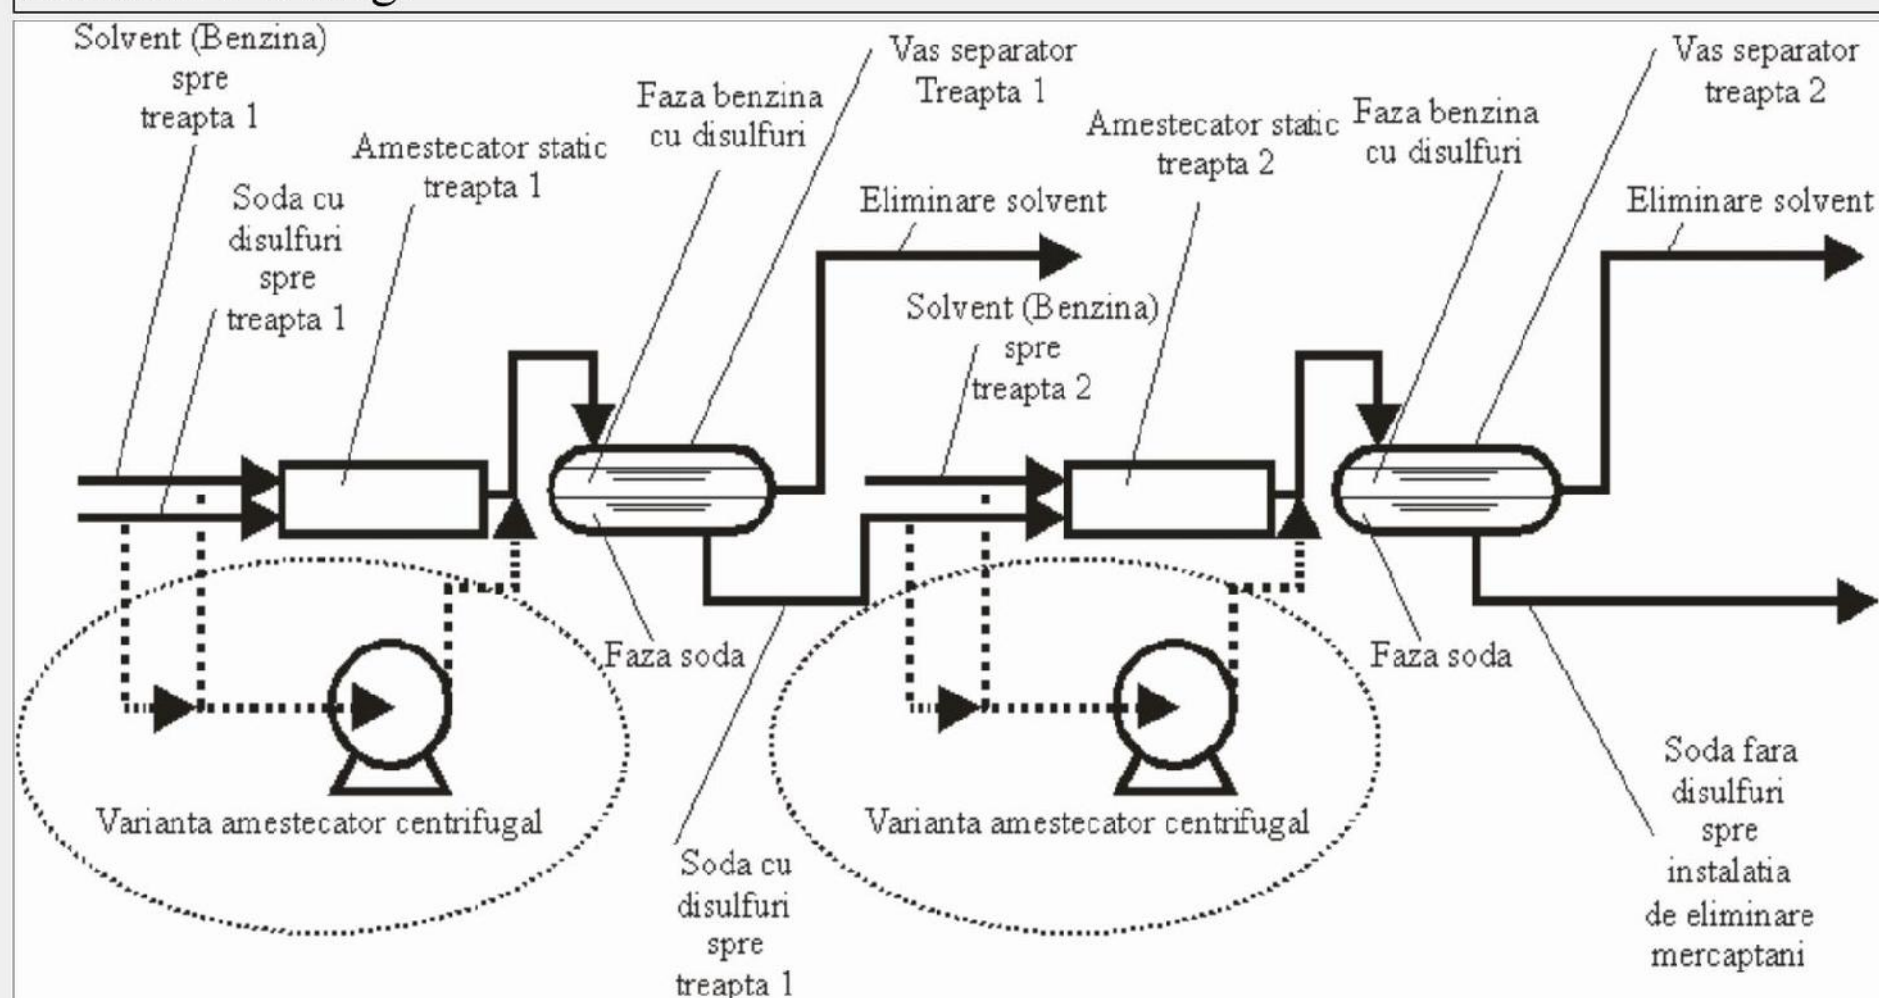 Solvent (Benzina)
spre
treapta 1
Soda cu
disulfuri
spre
treapta 1
Amestecator static
treapta 1
Faza benzina
cu disulfuri
Vas separator
Treapta 1
Eliminare solvent
Amestecator static
treapta 2
Faza benzina
cu disulfuri
Vas separator
treapta 2
Eliminare solvent
Solvent (Benzina)
spre
treapta 2
Faza soda
Faza soda
Varianta amestecator centrifugal
Varianta amestecator centrifugal
Soda cu
disulfuri
spre
treapta 1
Soda fara
disulfuri
spre
instalatia
de eliminare
mercaptani